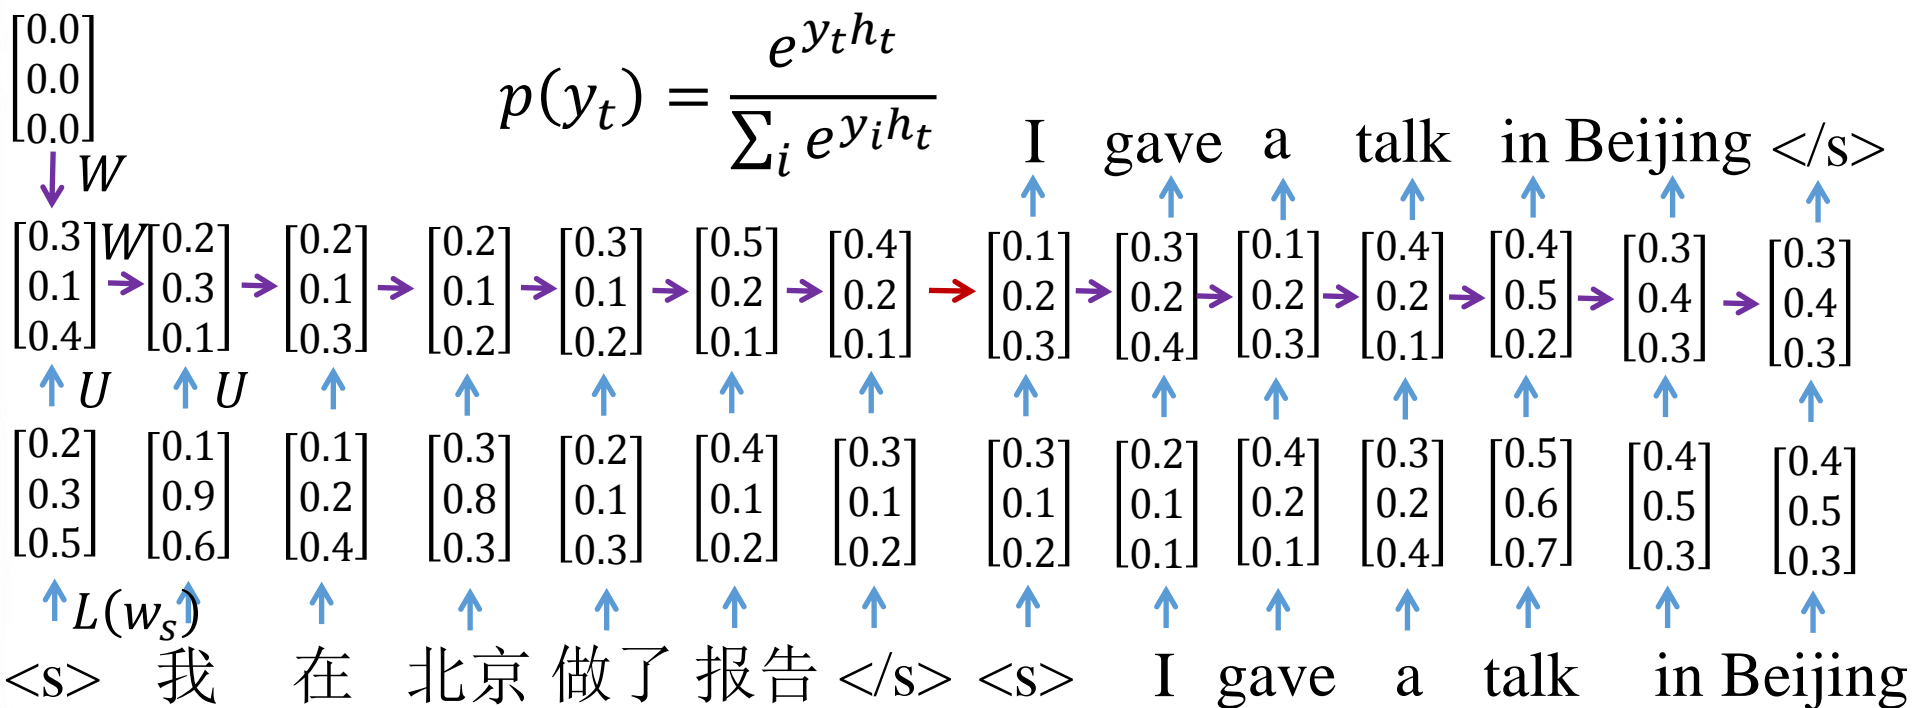 [0.0 0.0 0.0]
p(y_t) = e^{y_t h_t} / ∑_i e^{y_i h_t}
I gave a talk in Beijing </s>
W
[0.3 0.1 0.4] W [0.2 0.3 0.1] [0.2 0.1 0.3] [0.2 0.1 0.2] [0.3 0.1 0.2] [0.5 0.2 0.1] [0.4 0.2 0.1] [0.1 0.2 0.3] [0.3 0.2 0.4] [0.1 0.2 0.3] [0.4 0.2 0.1] [0.4 0.5 0.2] [0.3 0.4 0.3] [0.3 0.4 0.3]
U U
[0.2 0.3 0.5] [0.1 0.9 0.6] [0.1 0.2 0.4] [0.3 0.8 0.3] [0.2 0.1 0.3] [0.4 0.1 0.2] [0.3 0.1 0.2] [0.3 0.1 0.2] [0.2 0.1 0.1] [0.4 0.2 0.1] [0.3 0.2 0.4] [0.5 0.6 0.7] [0.4 0.5 0.3] [0.4 0.5 0.3]
L(w_s)
<s> 我 在 北京 做了 报告 </s> <s> I gave a talk in Beijing